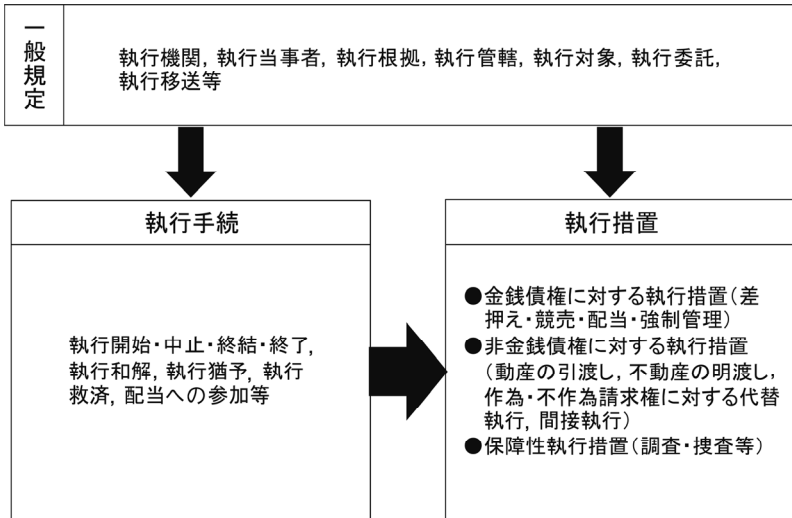 一般規定
執行機関，執行当事者，執行根拠，執行管轄，執行対象，執行委託，
執行移送等
執行手続
執行開始・中止・終結・終了，
執行和解，執行猶予，執行
救済，配当への参加等
執行措置
●金銭債権に対する執行措置（差
押え・競売・配当・強制管理）
●非金銭債権に対する執行措置
（動産の引渡し，不動産の明渡し，
作為・不作為請求権に対する代替
執行，間接執行）
●保障性執行措置（調査・捜査等）